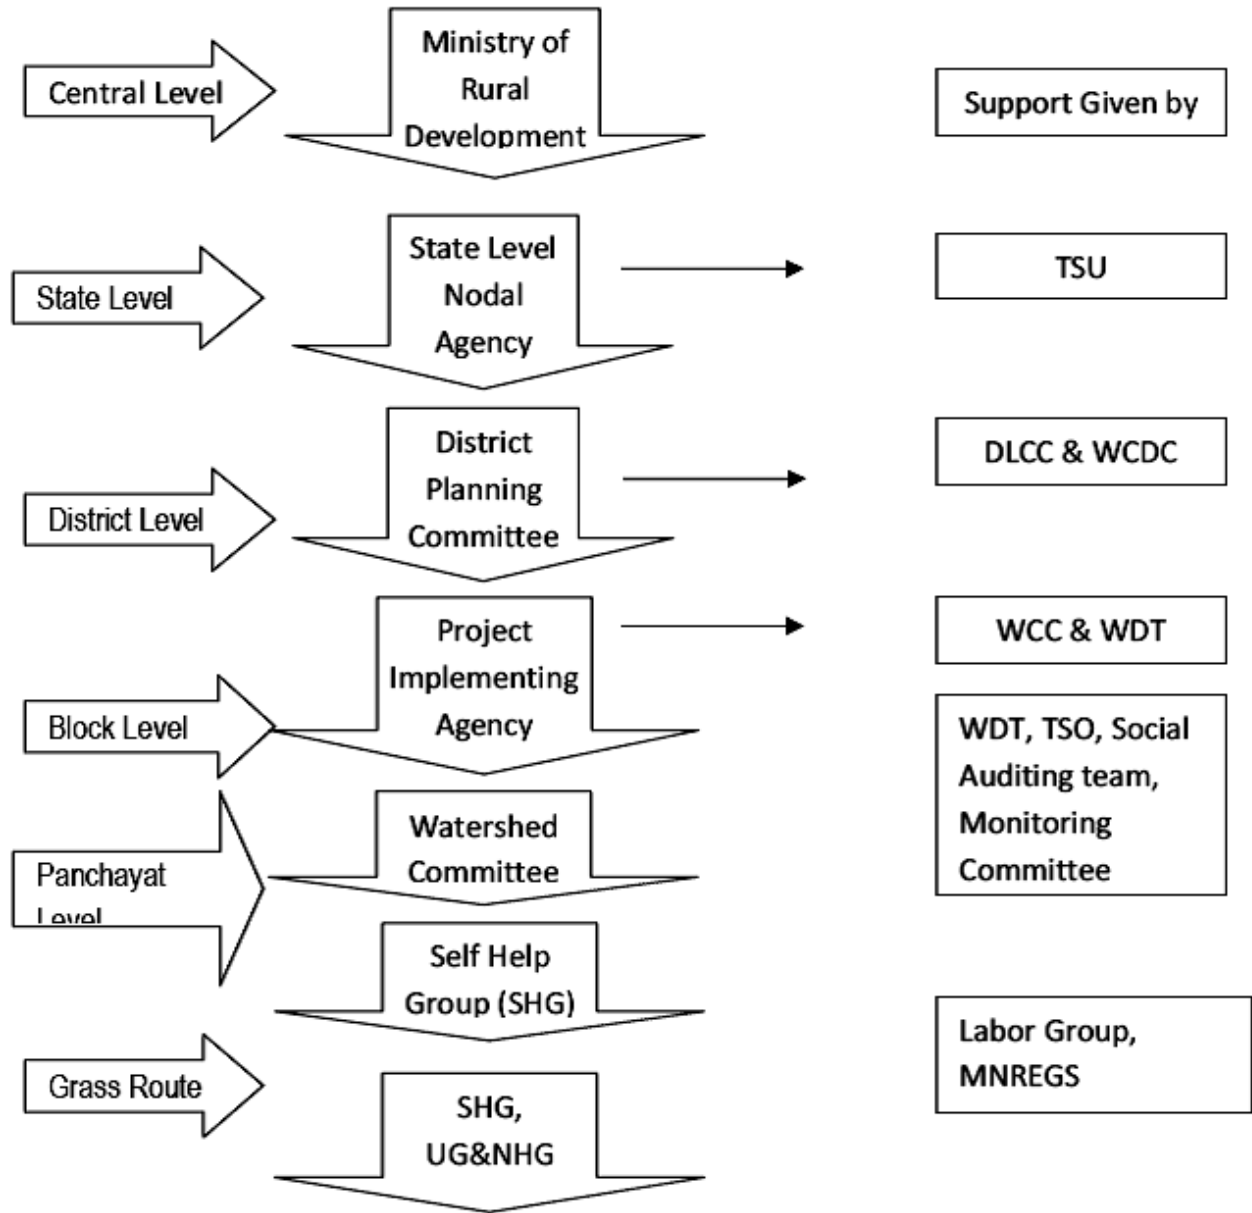 Central Level
Ministry of
Rural
Development
Support Given by
State Level
State Level
Nodal
Agency
TSU
District Level
District
Planning
Committee
DLCC & WCDC
Block Level
Project
Implementing
Agency
WCC & WDT
Panchayat
Level
Watershed
Committee
WDT, TSO, Social
Auditing team,
Monitoring
Committee
Self Help
Group (SHG)
Grass Route
SHG,
UG&NHG
Labor Group,
MNREGS